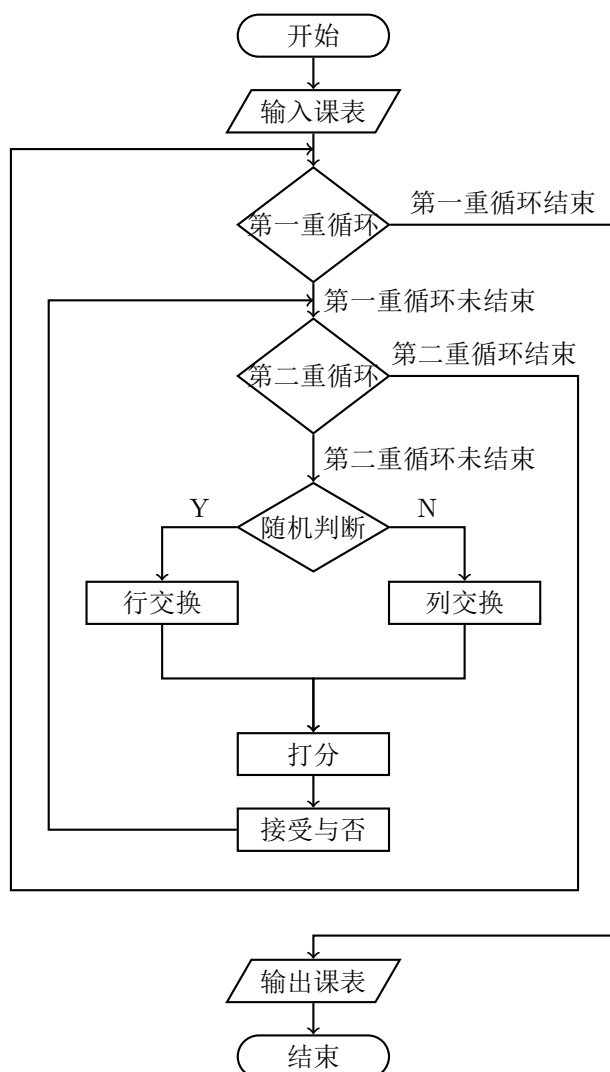 开始
输入课表
第一重循环
第一重循环结束
第一重循环未结束
第二重循环
第二重循环结束
第二重循环未结束
随机判断
Y
N
行交换
列交换
打分
接受与否
输出课表
结束